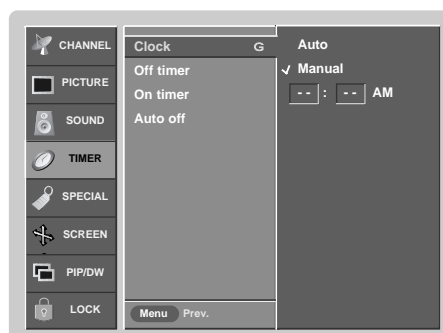 CHANNEL
PICTURE
SOUND
TIMER
SPECIAL
SCREEN
PIP/DW
LOCK
Clock G
Off timer
On timer
Auto off
Menu Prev.
Auto
✓ Manual
-- : -- AM